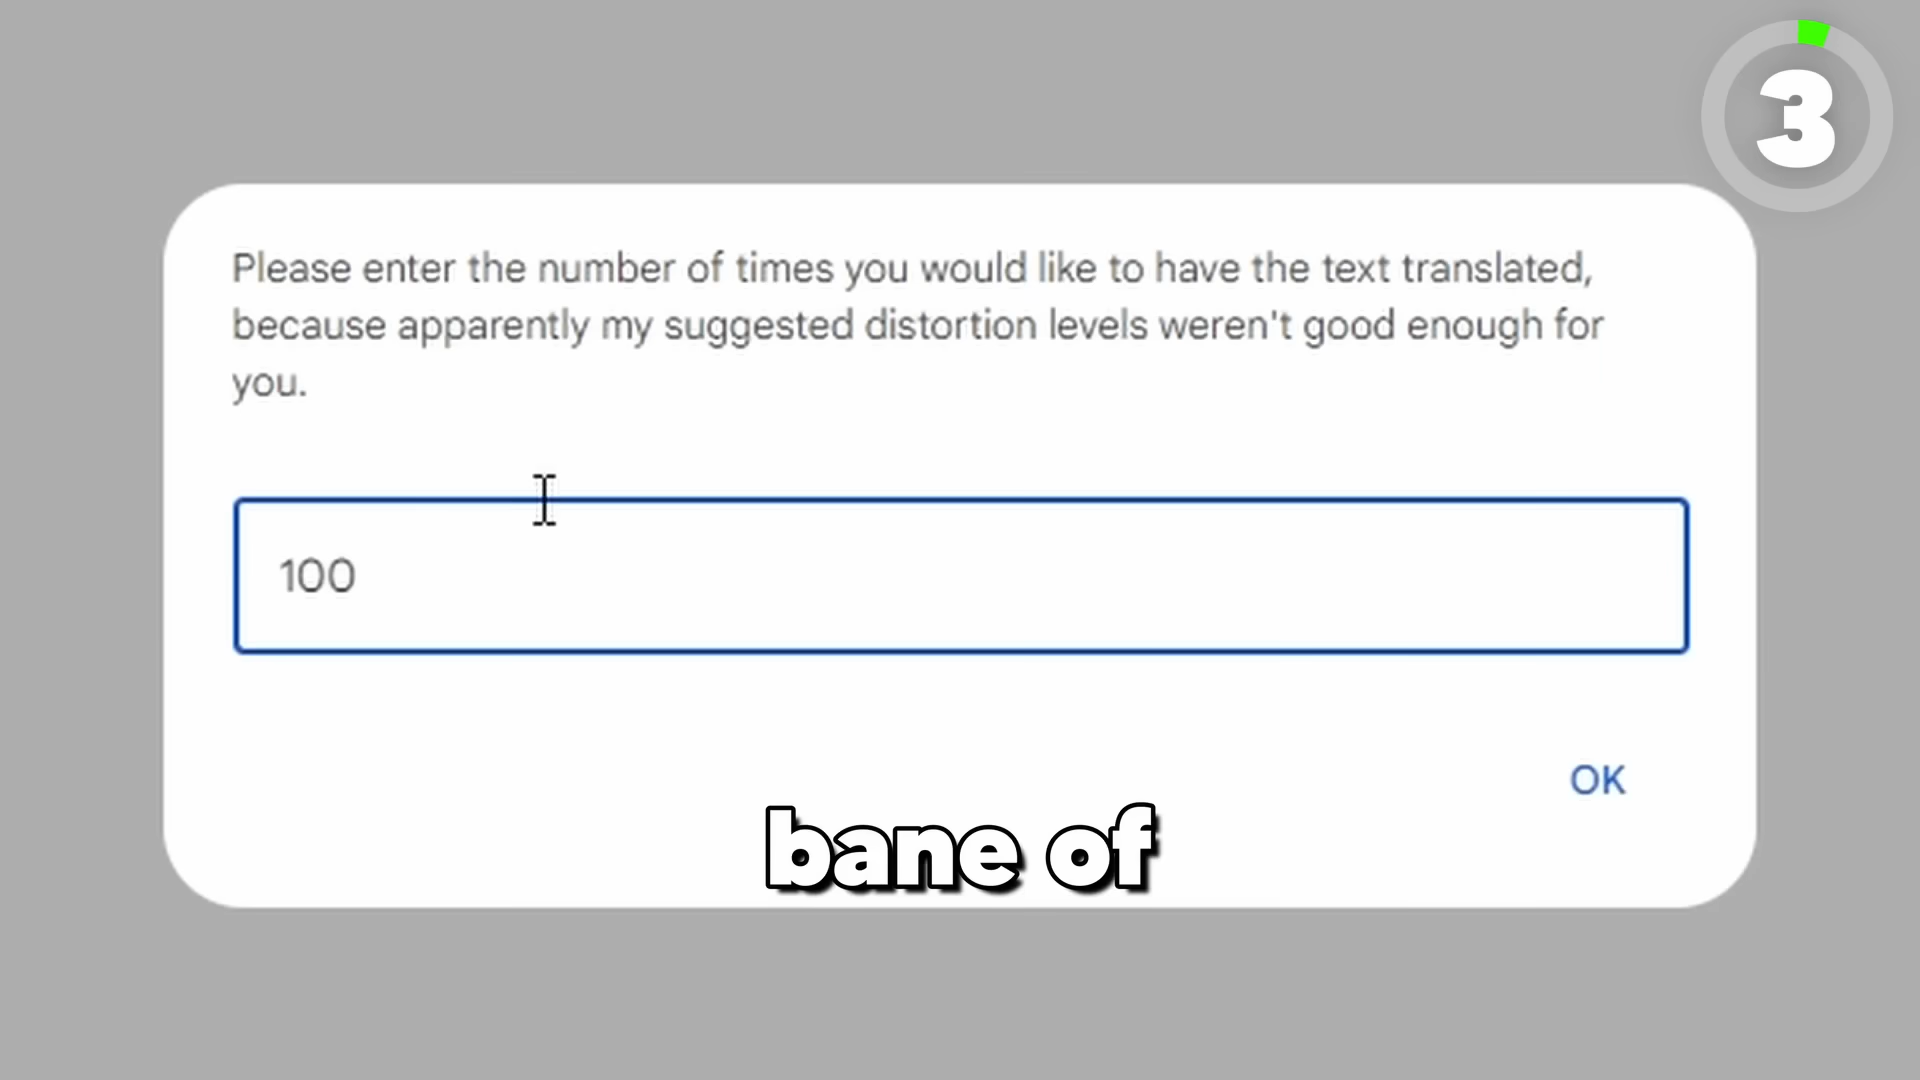 3
Please enter the number of times you would like to have the text translated,
because apparently my suggested distortion levels weren't good enough for
you.
100
OK
bane of